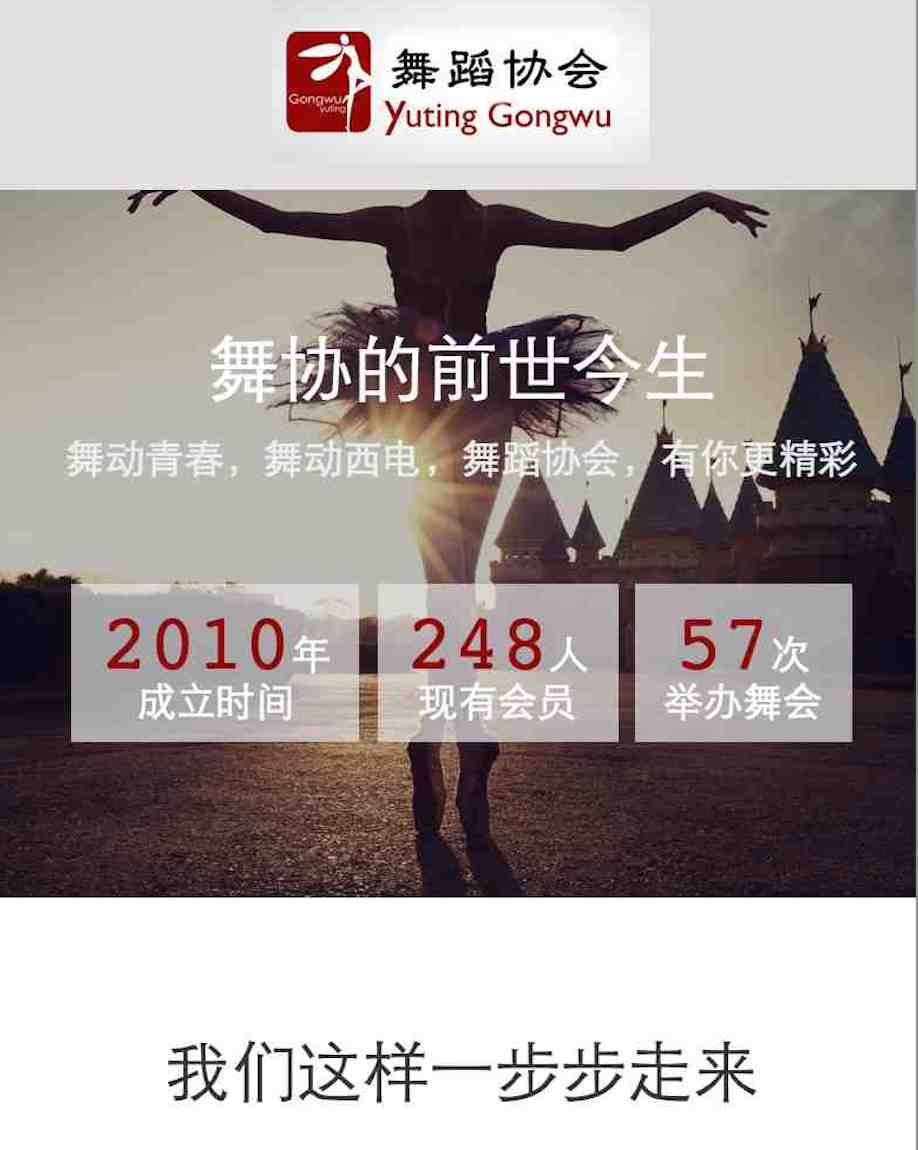 舞蹈协会
Gongwu
yuting
Yuting Gongwu
舞协的前世今生
舞动青春，舞动西电，舞蹈协会，有你更精彩
2010年
成立时间
248人
现有会员
57次
举办舞会
我们这样一步步走来